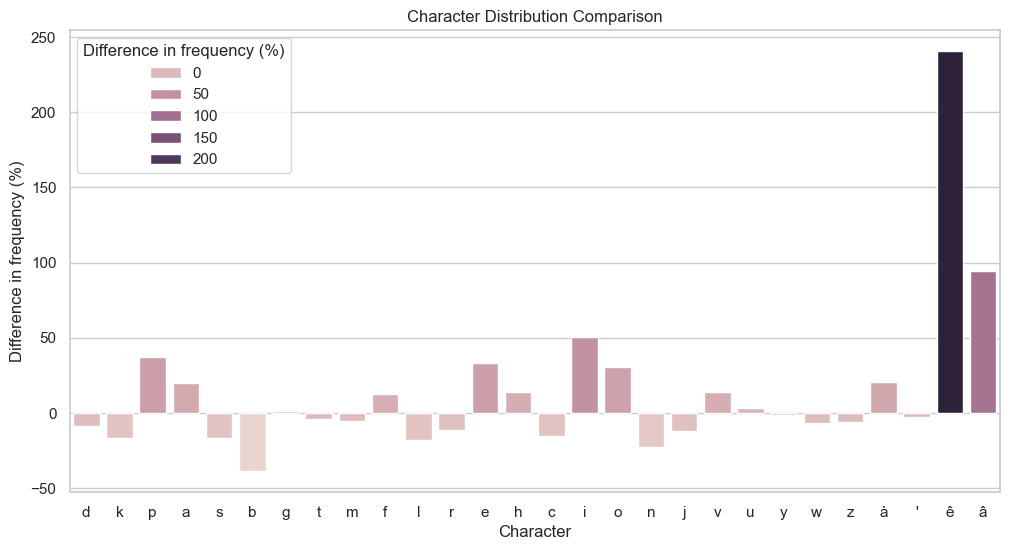 Character Distribution Comparison
Difference in frequency (%)
0
50
100
150
200
Difference in frequency (%)
250
200
150
100
50
0
−50
d k p a s b g t m f l r e h c i o n j v u y w z à ' ê â
Character